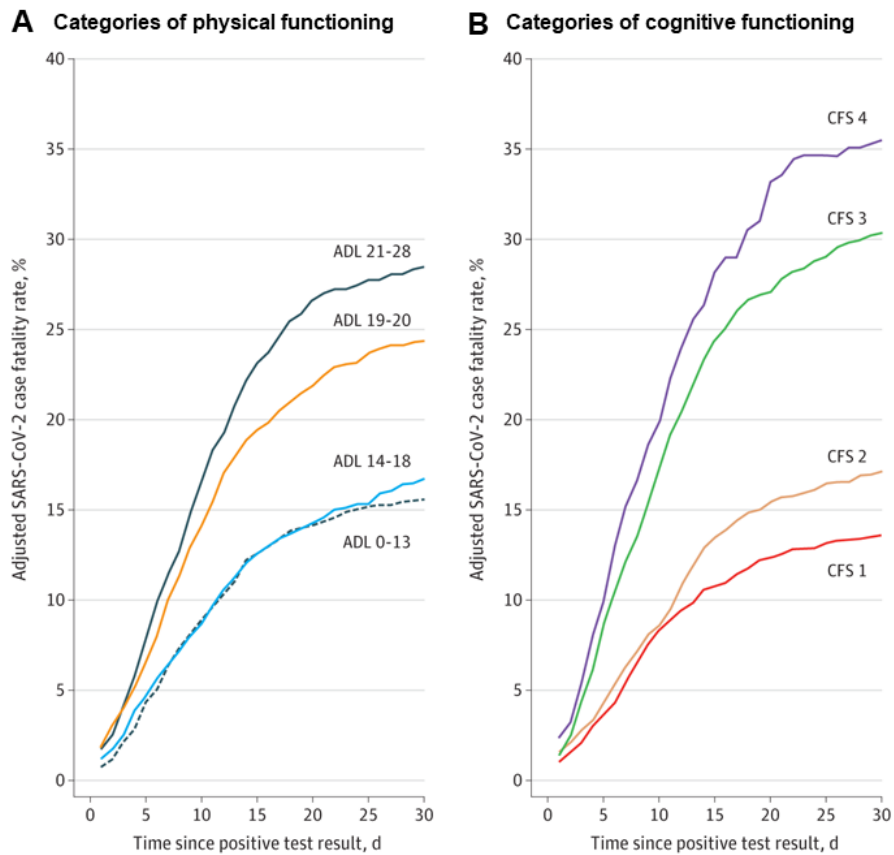 A Categories of physical functioning
40
35
30
25
20
15
10
5
0
Adjusted SARS-CoV-2 case fatality rate, %
ADL 21-28
ADL 19-20
ADL 14-18
ADL 0-13
0 5 10 15 20 25 30
Time since positive test result, d
B Categories of cognitive functioning
40
35
30
25
20
15
10
5
0
Adjusted SARS-CoV-2 case fatality rate, %
CFS 4
CFS 3
CFS 2
CFS 1
0 5 10 15 20 25 30
Time since positive test result, d